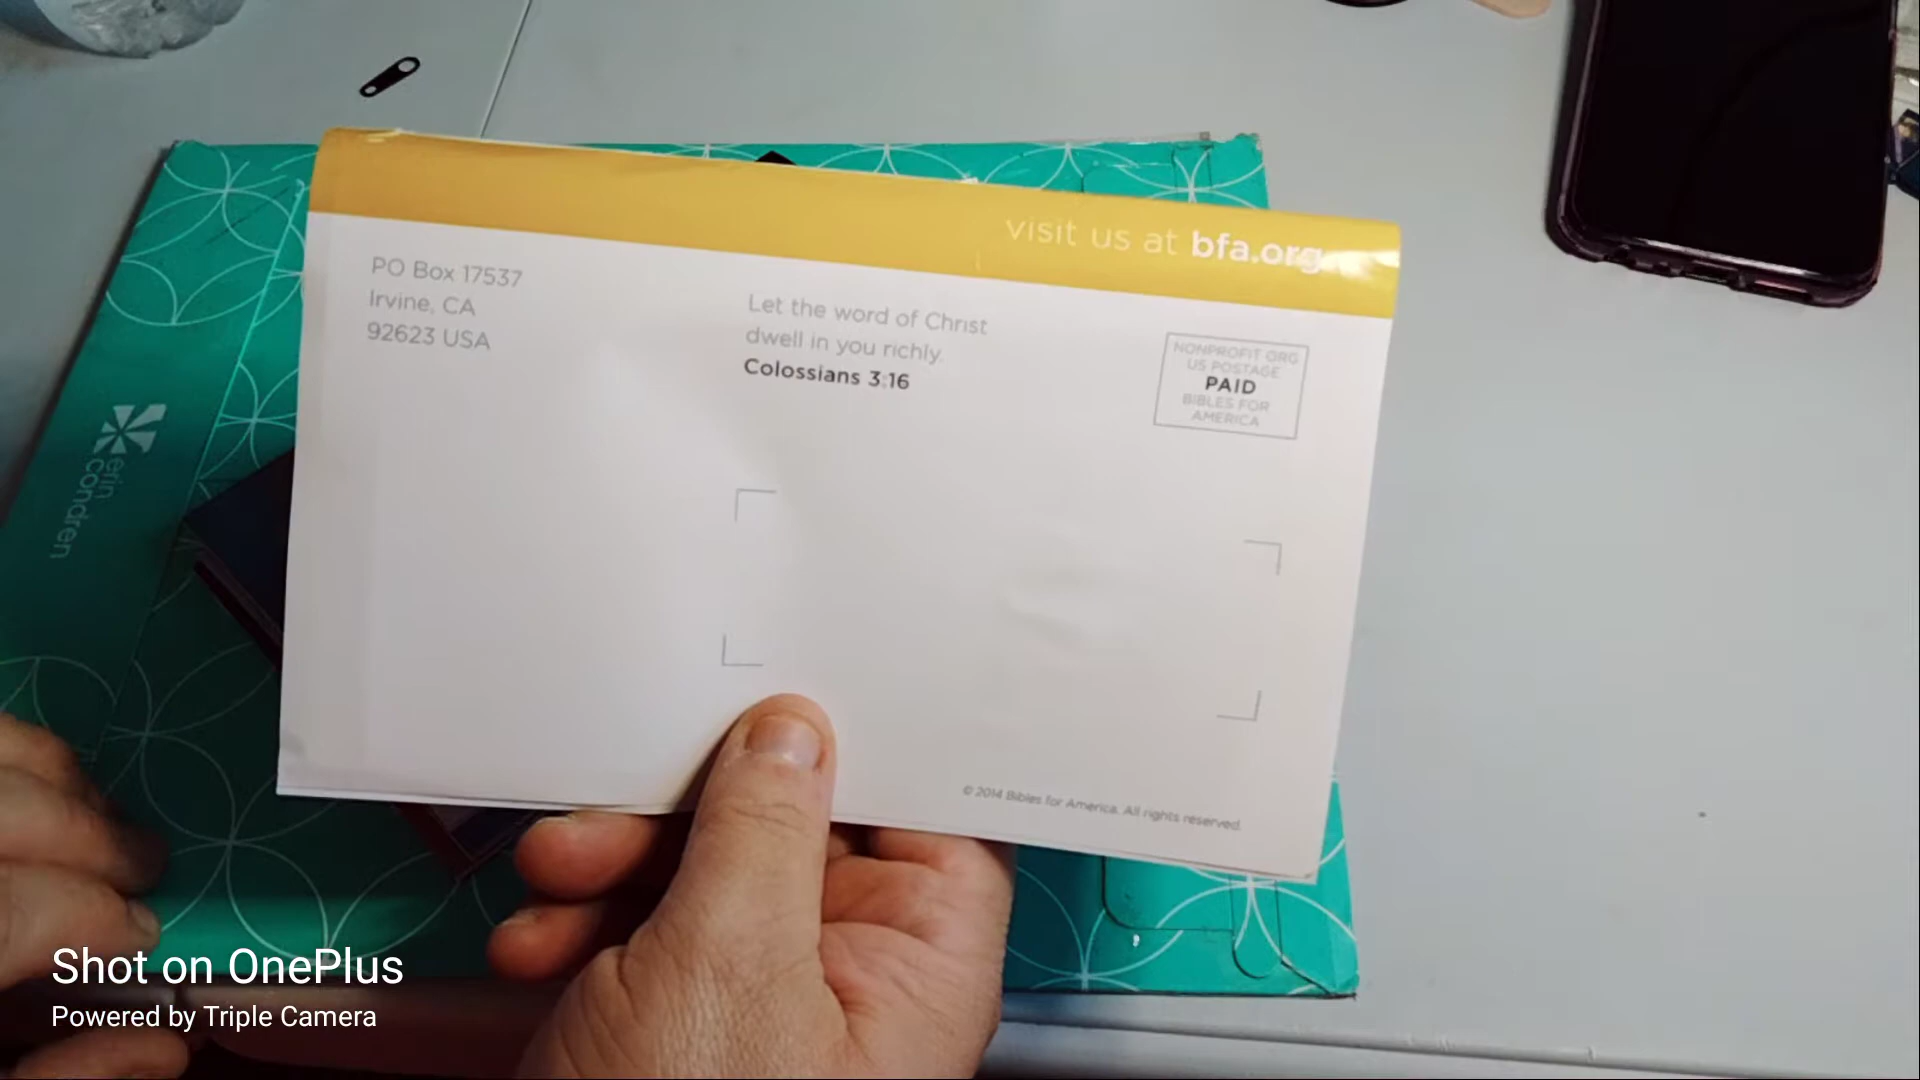 visit us at bfa.org
PO Box 17537
Irvine, CA
92623 USA
Let the word of Christ
dwell in you richly.
Colossians 3:16
NONPROFIT ORG
US POSTAGE
PAID
BIBLES FOR
AMERICA
erin
condren
© 2014 Bibles for America. All rights reserved.
Shot on OnePlus
Powered by Triple Camera